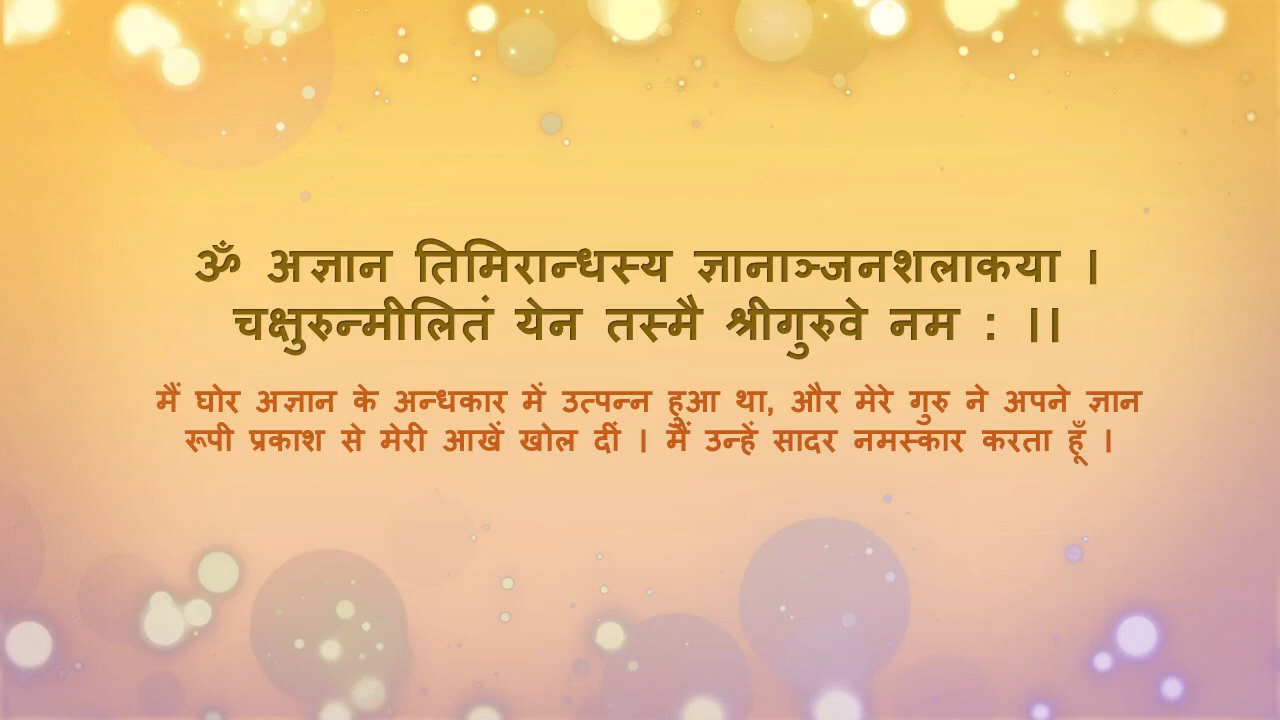 ॐ अज्ञान तिमिरान्धस्य ज्ञानाञ्जनशलाकया ।
चक्षुरुन्मीलितं येन तस्मै श्रीगुरुवे नम : ।।
मैं घोर अज्ञान के अन्धकार में उत्पन्न हुआ था, और मेरे गुरु ने अपने ज्ञान
रूपी प्रकाश से मेरी आखें खोल दीं । मैं उन्हें सादर नमस्कार करता हूँ ।